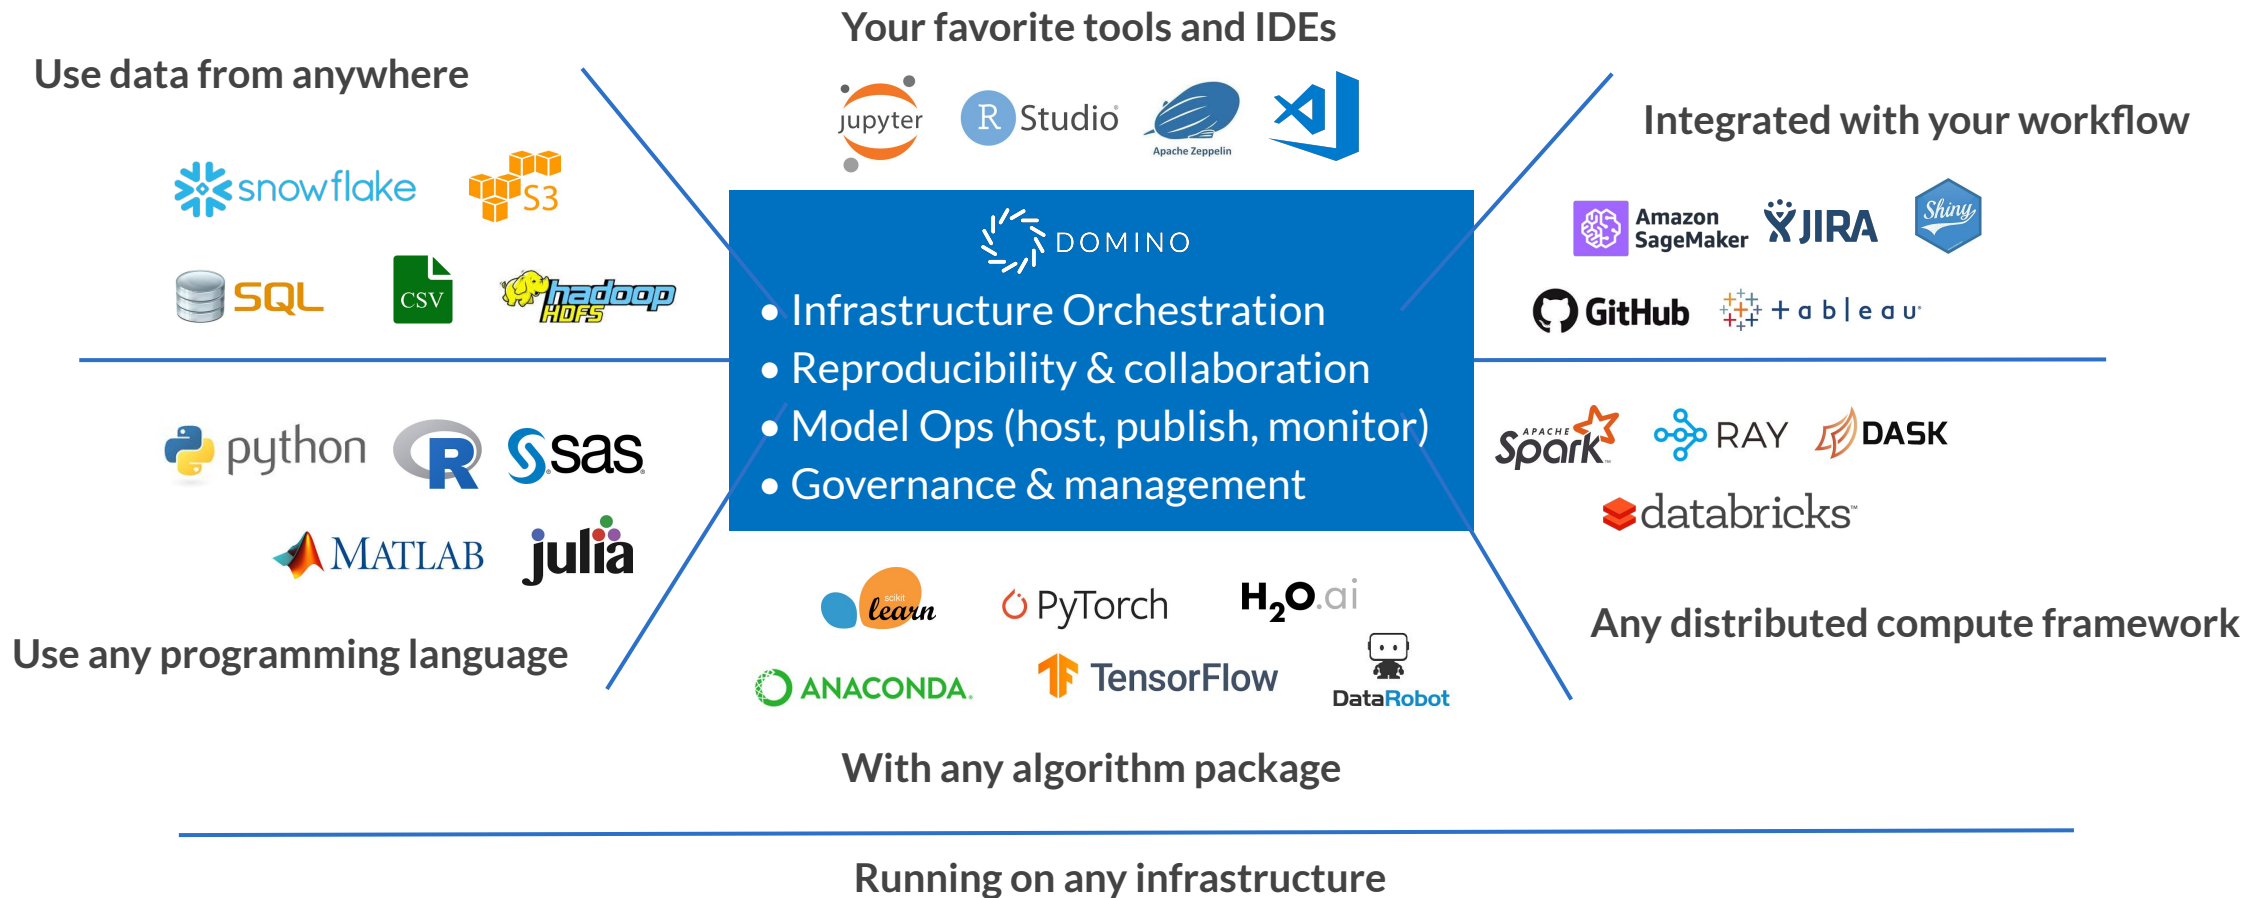 Your favorite tools and IDEs
Use data from anywhere
jupyter
R Studio
Apache Zeppelin
Integrated with your workflow
snowflake
S3
SQL
CSV
hadoop
HDFS
Amazon
SageMaker
JIRA
Shiny
GitHub
+ a b | e a u
DOMINO
• Infrastructure Orchestration
• Reproducibility & collaboration
• Model Ops (host, publish, monitor)
• Governance & management
python
R
sas
MATLAB
julia
Use any programming language
APACHE
Spark
RAY
DASK
databricks
Any distributed compute framework
scikit
learn
PyTorch
H2O.ai
ANACONDA.
TensorFlow
DataRobot
With any algorithm package
Running on any infrastructure